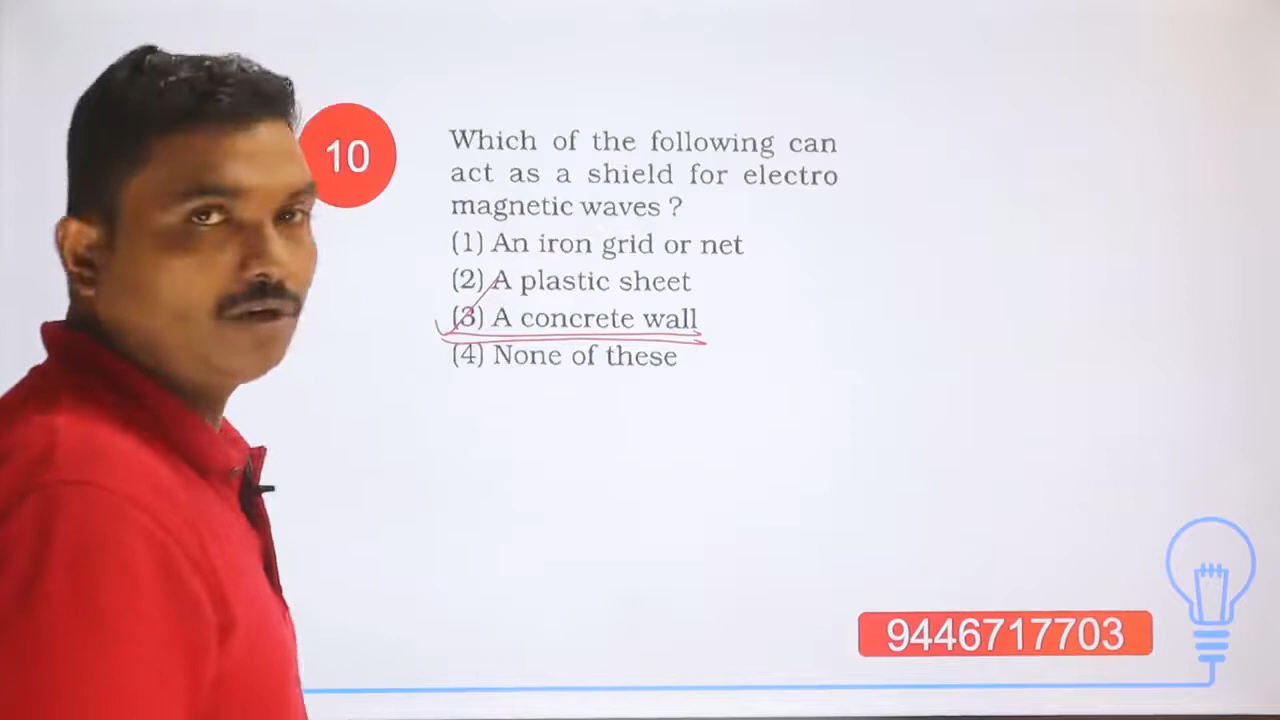 10
Which of the following can
act as a shield for electro
magnetic waves ?
(1) An iron grid or net
(2) A plastic sheet
(3) A concrete wall
(4) None of these
9446717703